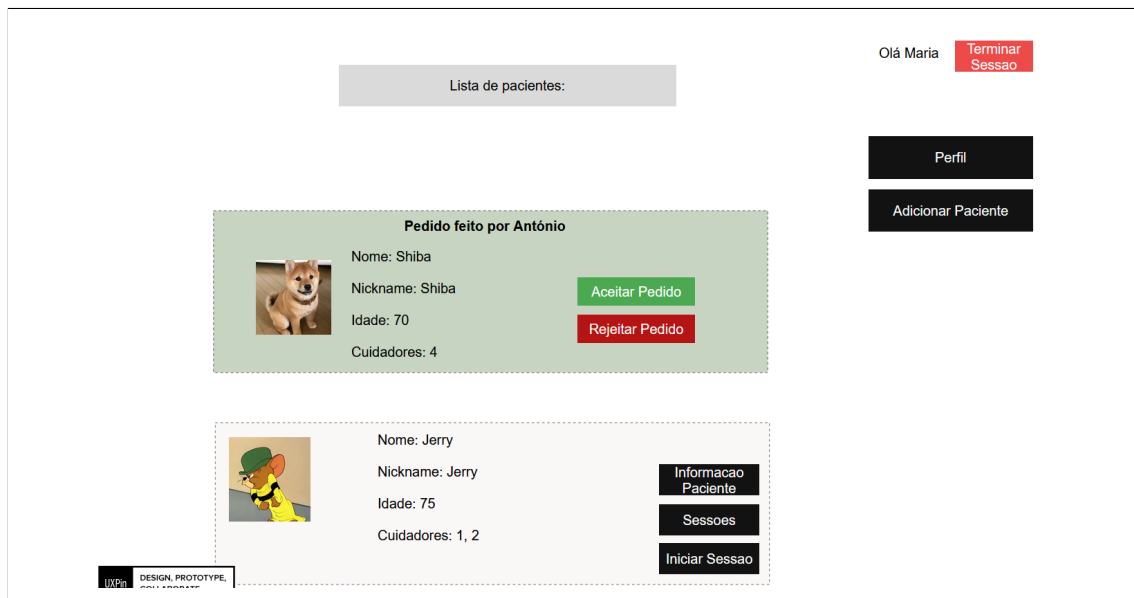 Olá Maria
Terminar
Sessao
Lista de pacientes:
Perfil
Adicionar Paciente
Pedido feito por António
Nome: Shiba
Nickname: Shiba
Idade: 70
Cuidadores: 4
Aceitar Pedido
Rejeitar Pedido
Nome: Jerry
Nickname: Jerry
Idade: 75
Cuidadores: 1, 2
Informacao
Paciente
Sessoes
Iniciar Sessao
UXPin
DESIGN, PROTOTYPE,
COLLABORATE